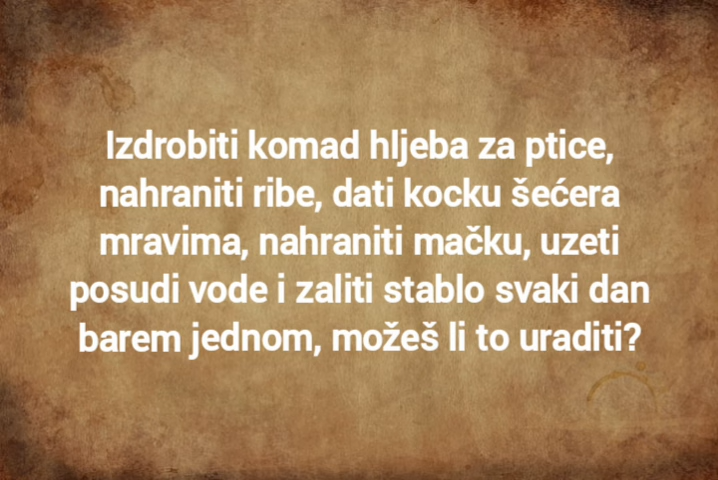 Izdrobiti komad hljeba za ptice,
nahraniti ribe, dati kocku šećera
mravima, nahraniti mačku, uzeti
posudi vode i zaliti stablo svaki dan
barem jednom, možeš li to uraditi?